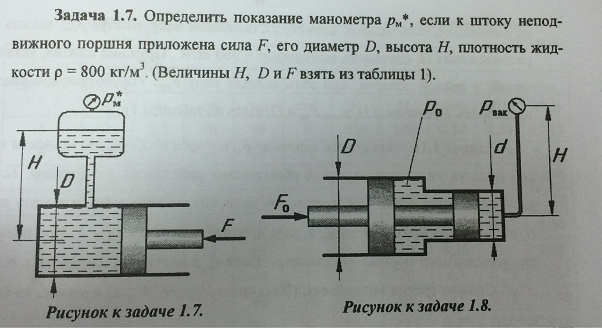 Задача 1.7. Определить показание манометра pм*, если к штоку непод-
вижного поршня приложена сила F, его диаметр D, высота H, плотность жид-
кости ρ = 800 кг/м³. (Величины H, D и F взять из таблицы 1).
pм*
H
D
F
p0
pвак
D
d
H
F0
Рисунок к задаче 1.7.
Рисунок к задаче 1.8.